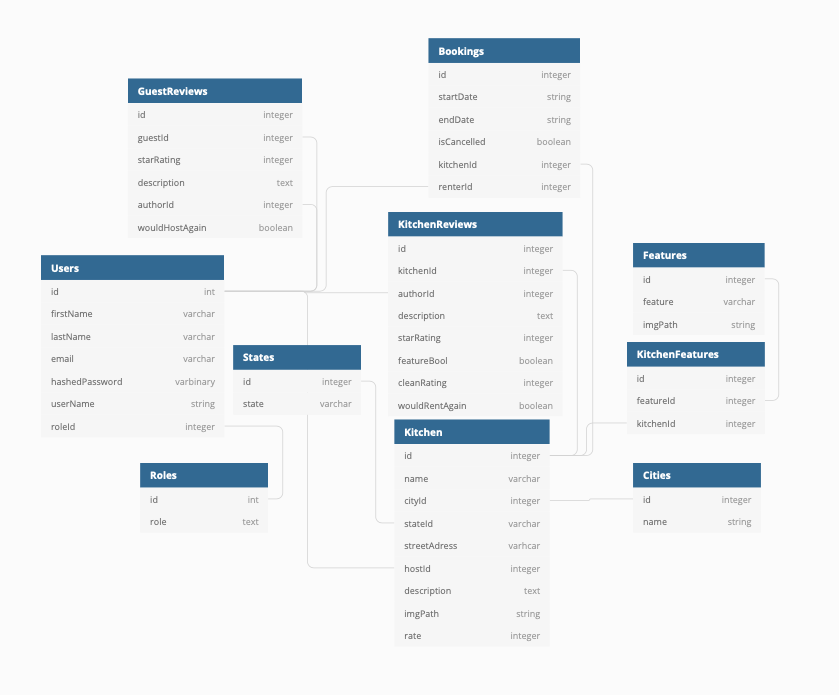 Bookings
id integer
startDate string
endDate string
isCancelled boolean
kitchenId integer
renterId integer
GuestReviews
id integer
guestId integer
starRating integer
description text
authorId integer
wouldHostAgain boolean
KitchenReviews
id integer
kitchenId integer
authorId integer
description text
starRating integer
featureBool boolean
cleanRating integer
wouldRentAgain boolean
Features
id integer
feature varchar
imgPath string
Users
id int
firstName varchar
lastName varchar
email varchar
hashedPassword varbinary
userName string
roleId integer
States
id integer
state varchar
KitchenFeatures
id integer
featureId integer
kitchenId integer
Kitchen
id integer
name varchar
cityId integer
stateId varchar
streetAdress varhcar
hostId integer
description text
imgPath string
rate integer
Roles
id int
role text
Cities
id integer
name string